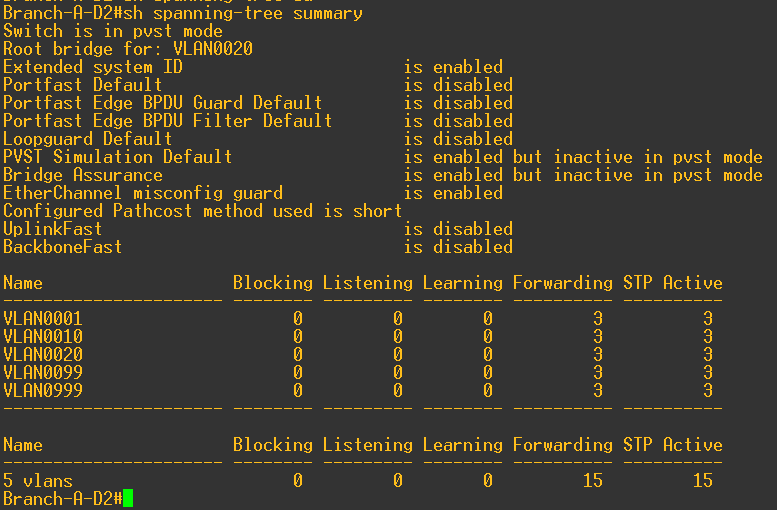 Branch-A-D2#sh spanning-tree summary
Switch is in pvst mode
Root bridge for: VLAN0020
Extended system ID                      is enabled
Portfast Default                        is disabled
Portfast Edge BPDU Guard Default        is disabled
Portfast Edge BPDU Filter Default       is disabled
Loopguard Default                       is disabled
PVST Simulation Default                 is enabled but inactive in pvst mode
Bridge Assurance                        is enabled but inactive in pvst mode
EtherChannel misconfig guard            is enabled
Configured Pathcost method used is short
UplinkFast                              is disabled
BackboneFast                            is disabled
Name                   Blocking Listening Learning Forwarding STP Active
---------------------- -------- --------- -------- ---------- ----------
VLAN0001                     0         0        0          3          3
VLAN0010                     0         0        0          3          3
VLAN0020                     0         0        0          3          3
VLAN0099                     0         0        0          3          3
VLAN0999                     0         0        0          3          3
---------------------- -------- --------- -------- ---------- ----------
Name                   Blocking Listening Learning Forwarding STP Active
---------------------- -------- --------- -------- ---------- ----------
5 vlans                      0         0        0         15         15
Branch-A-D2#